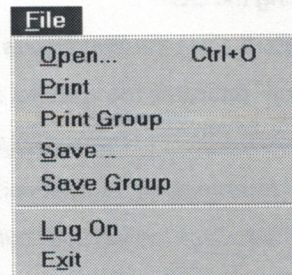 File
Open... Ctrl+O
Print
Print Group
Save ..
Save Group
Log On
Exit